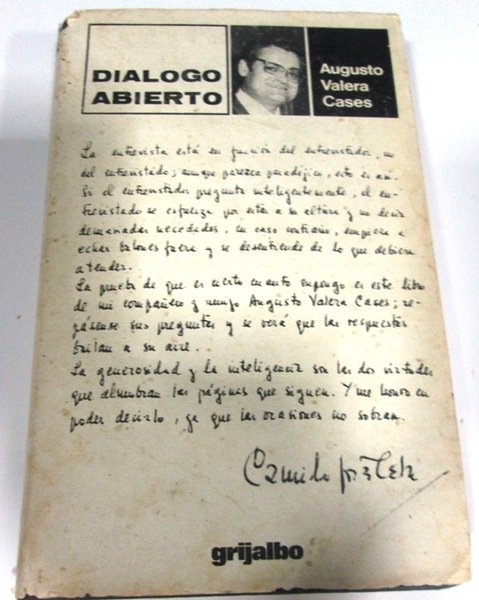 DIALOGO
ABIERTO
Augusto
Valera
Cases
La entrevista está en función del entrevistador, no
del entrevistado; aunque parezca paradójico, esto es así.
Si el entrevistador pregunta inteligentemente, el en-
trevistado se esfuerza por estar a su altura y no decir
demasiadas necedades. en caso contrario, empieza a
echar balones fuera y se desentiende de lo que debiera
atender.
La prueba de que es cierto cuanto supongo es este libro
de mi compañero y amigo Augusto Valera Cases; re-
pásense sus preguntas y se verá que las respuestas
bailan a su aire.
La generosidad y la inteligencia son las dos virtudes
que alumbran las páginas que siguen. Y me honro en
poder decirlo, ya que las ocasiones no sobran.
Camilo José Cela
grijalbo